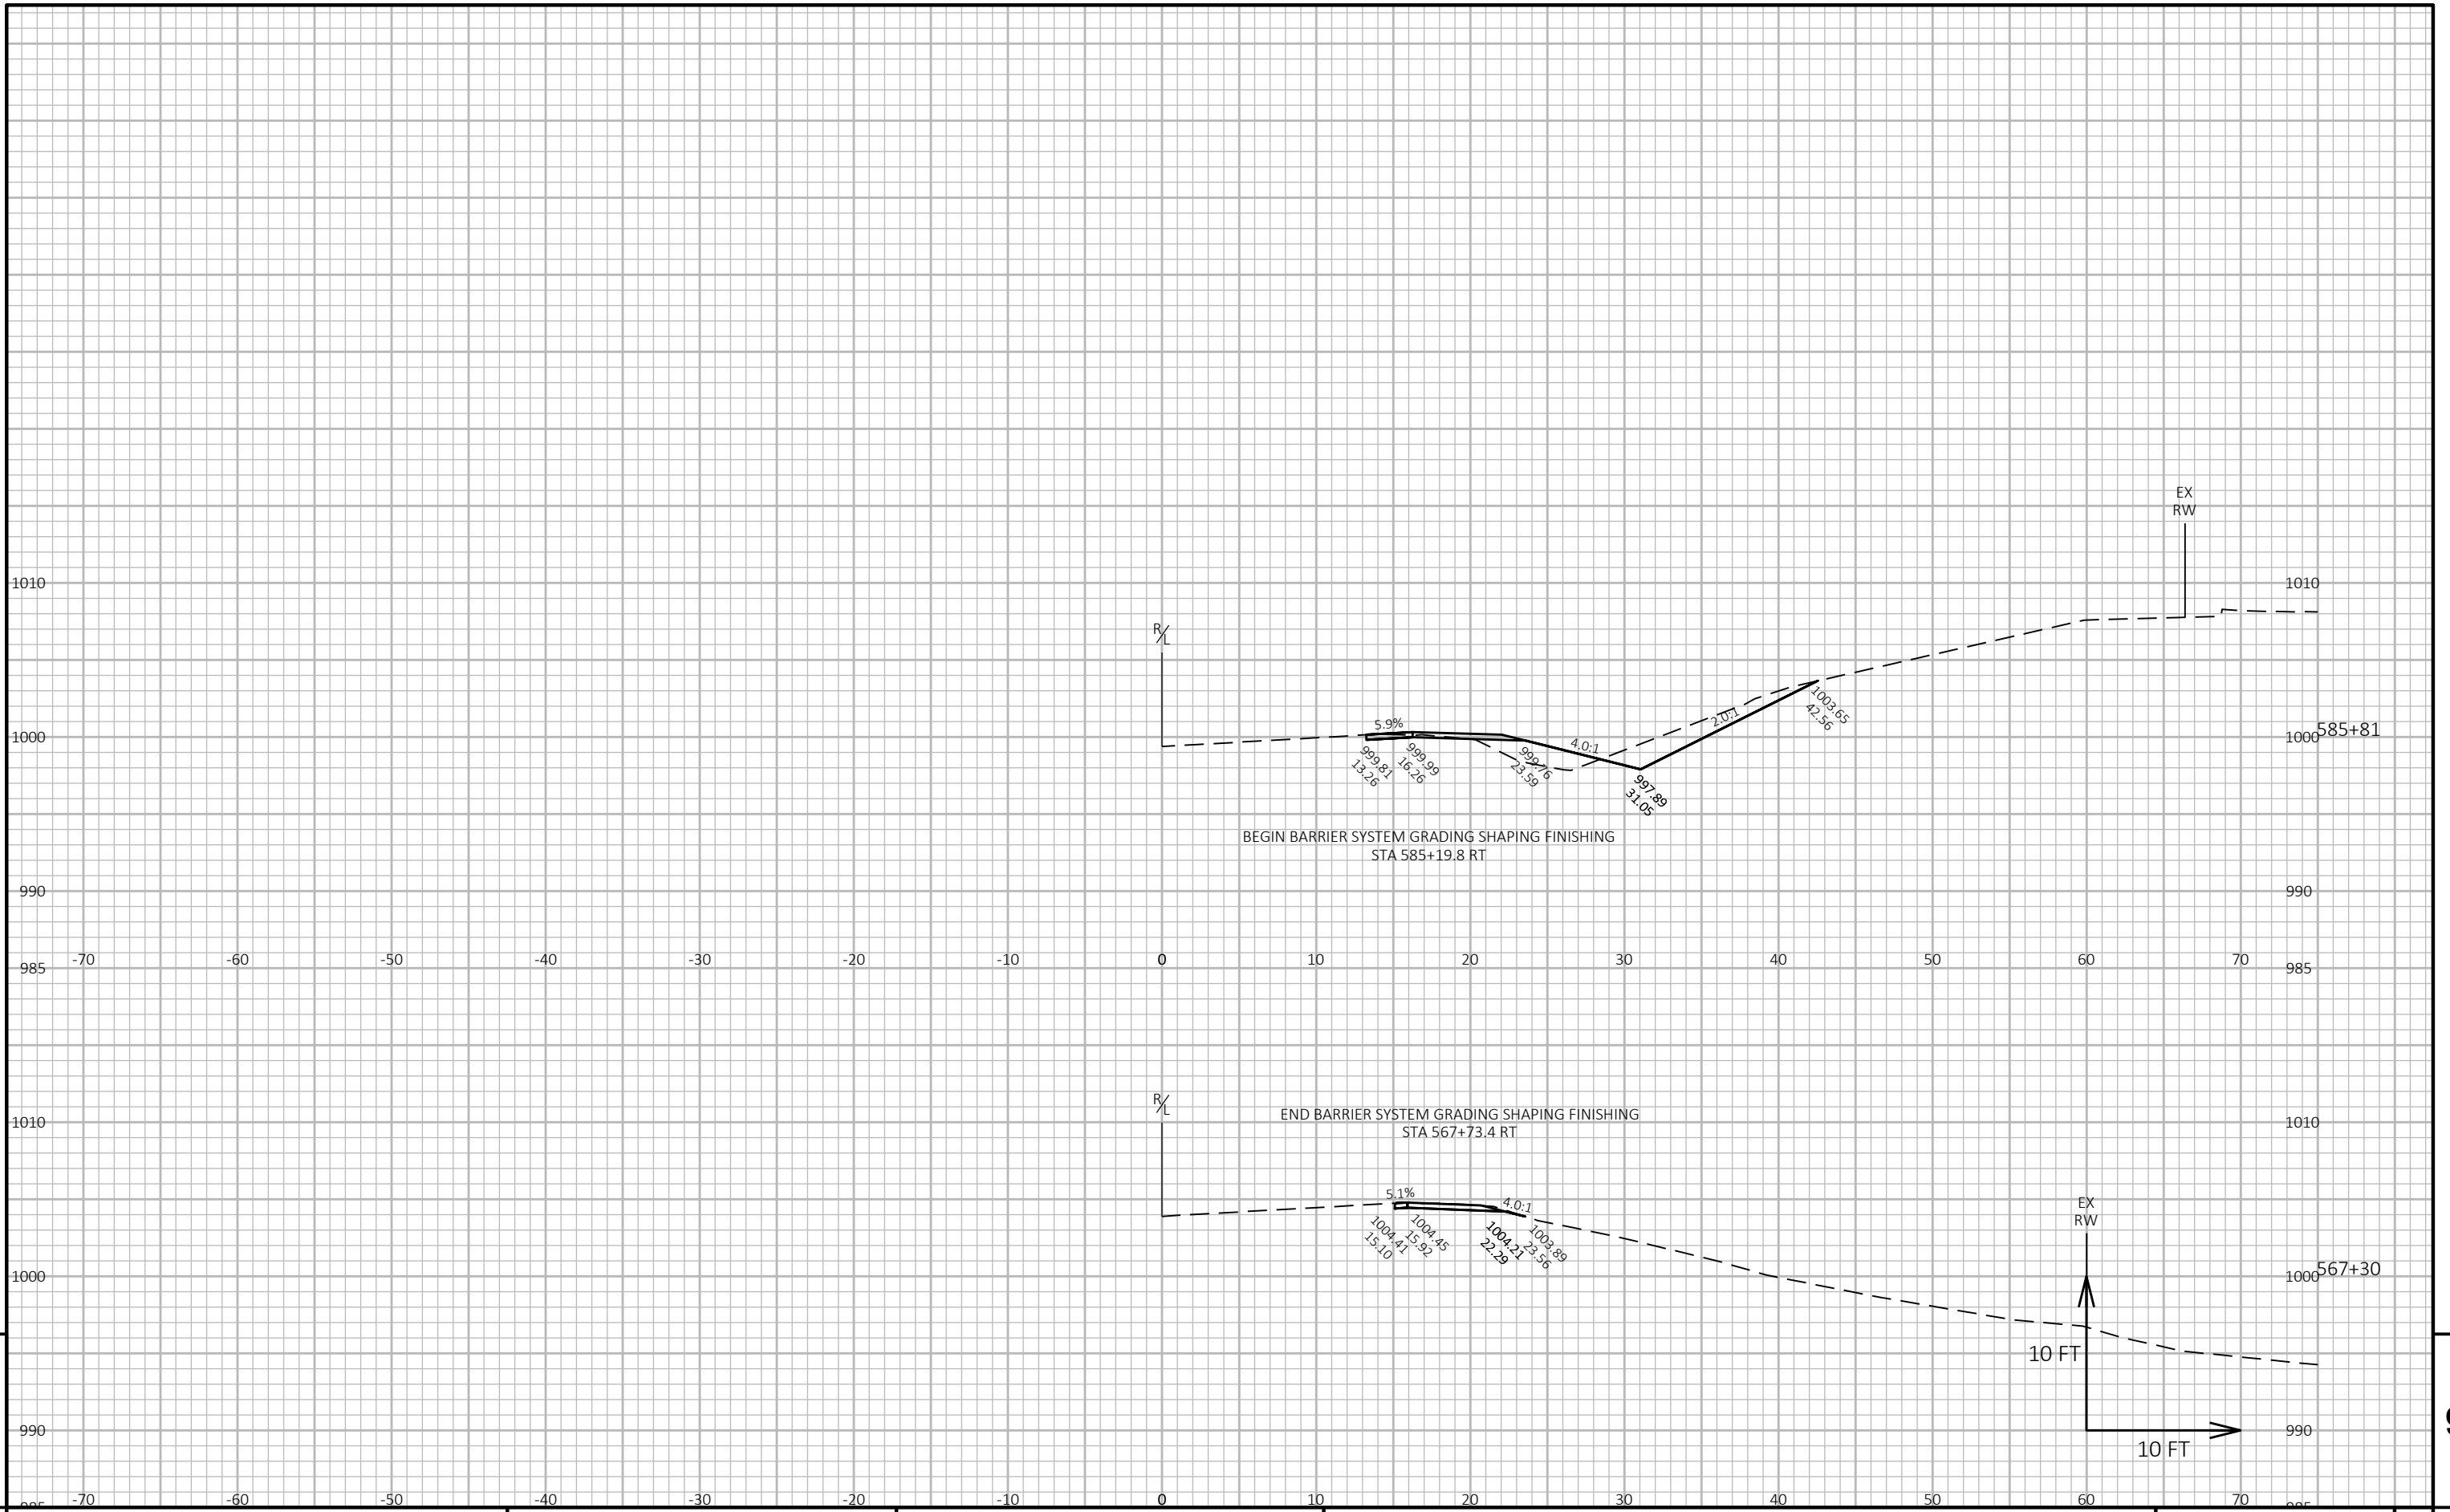 EX
RW
1010 1010
R/L
5.9%
4.0:1
2.0:1
1000 1000 585+81
999.81
13.26
999.99
16.26
999.76
23.59
997.89
31.05
1003.65
42.56
BEGIN BARRIER SYSTEM GRADING SHAPING FINISHING
STA 585+19.8 RT
990 990
-70 -60 -50 -40 -30 -20 -10 0 10 20 30 40 50 60 70
985 985
R/L
END BARRIER SYSTEM GRADING SHAPING FINISHING
STA 567+73.4 RT
1010 1010
5.1%
4.0:1
EX
RW
1004.41
15.10
1004.45
15.92
1004.21
22.29
1003.89
23.56
1000 1000 567+30
10 FT
990 990
10 FT
-70 -60 -50 -40 -30 -20 -10 0 10 20 30 40 50 60 70
985 985